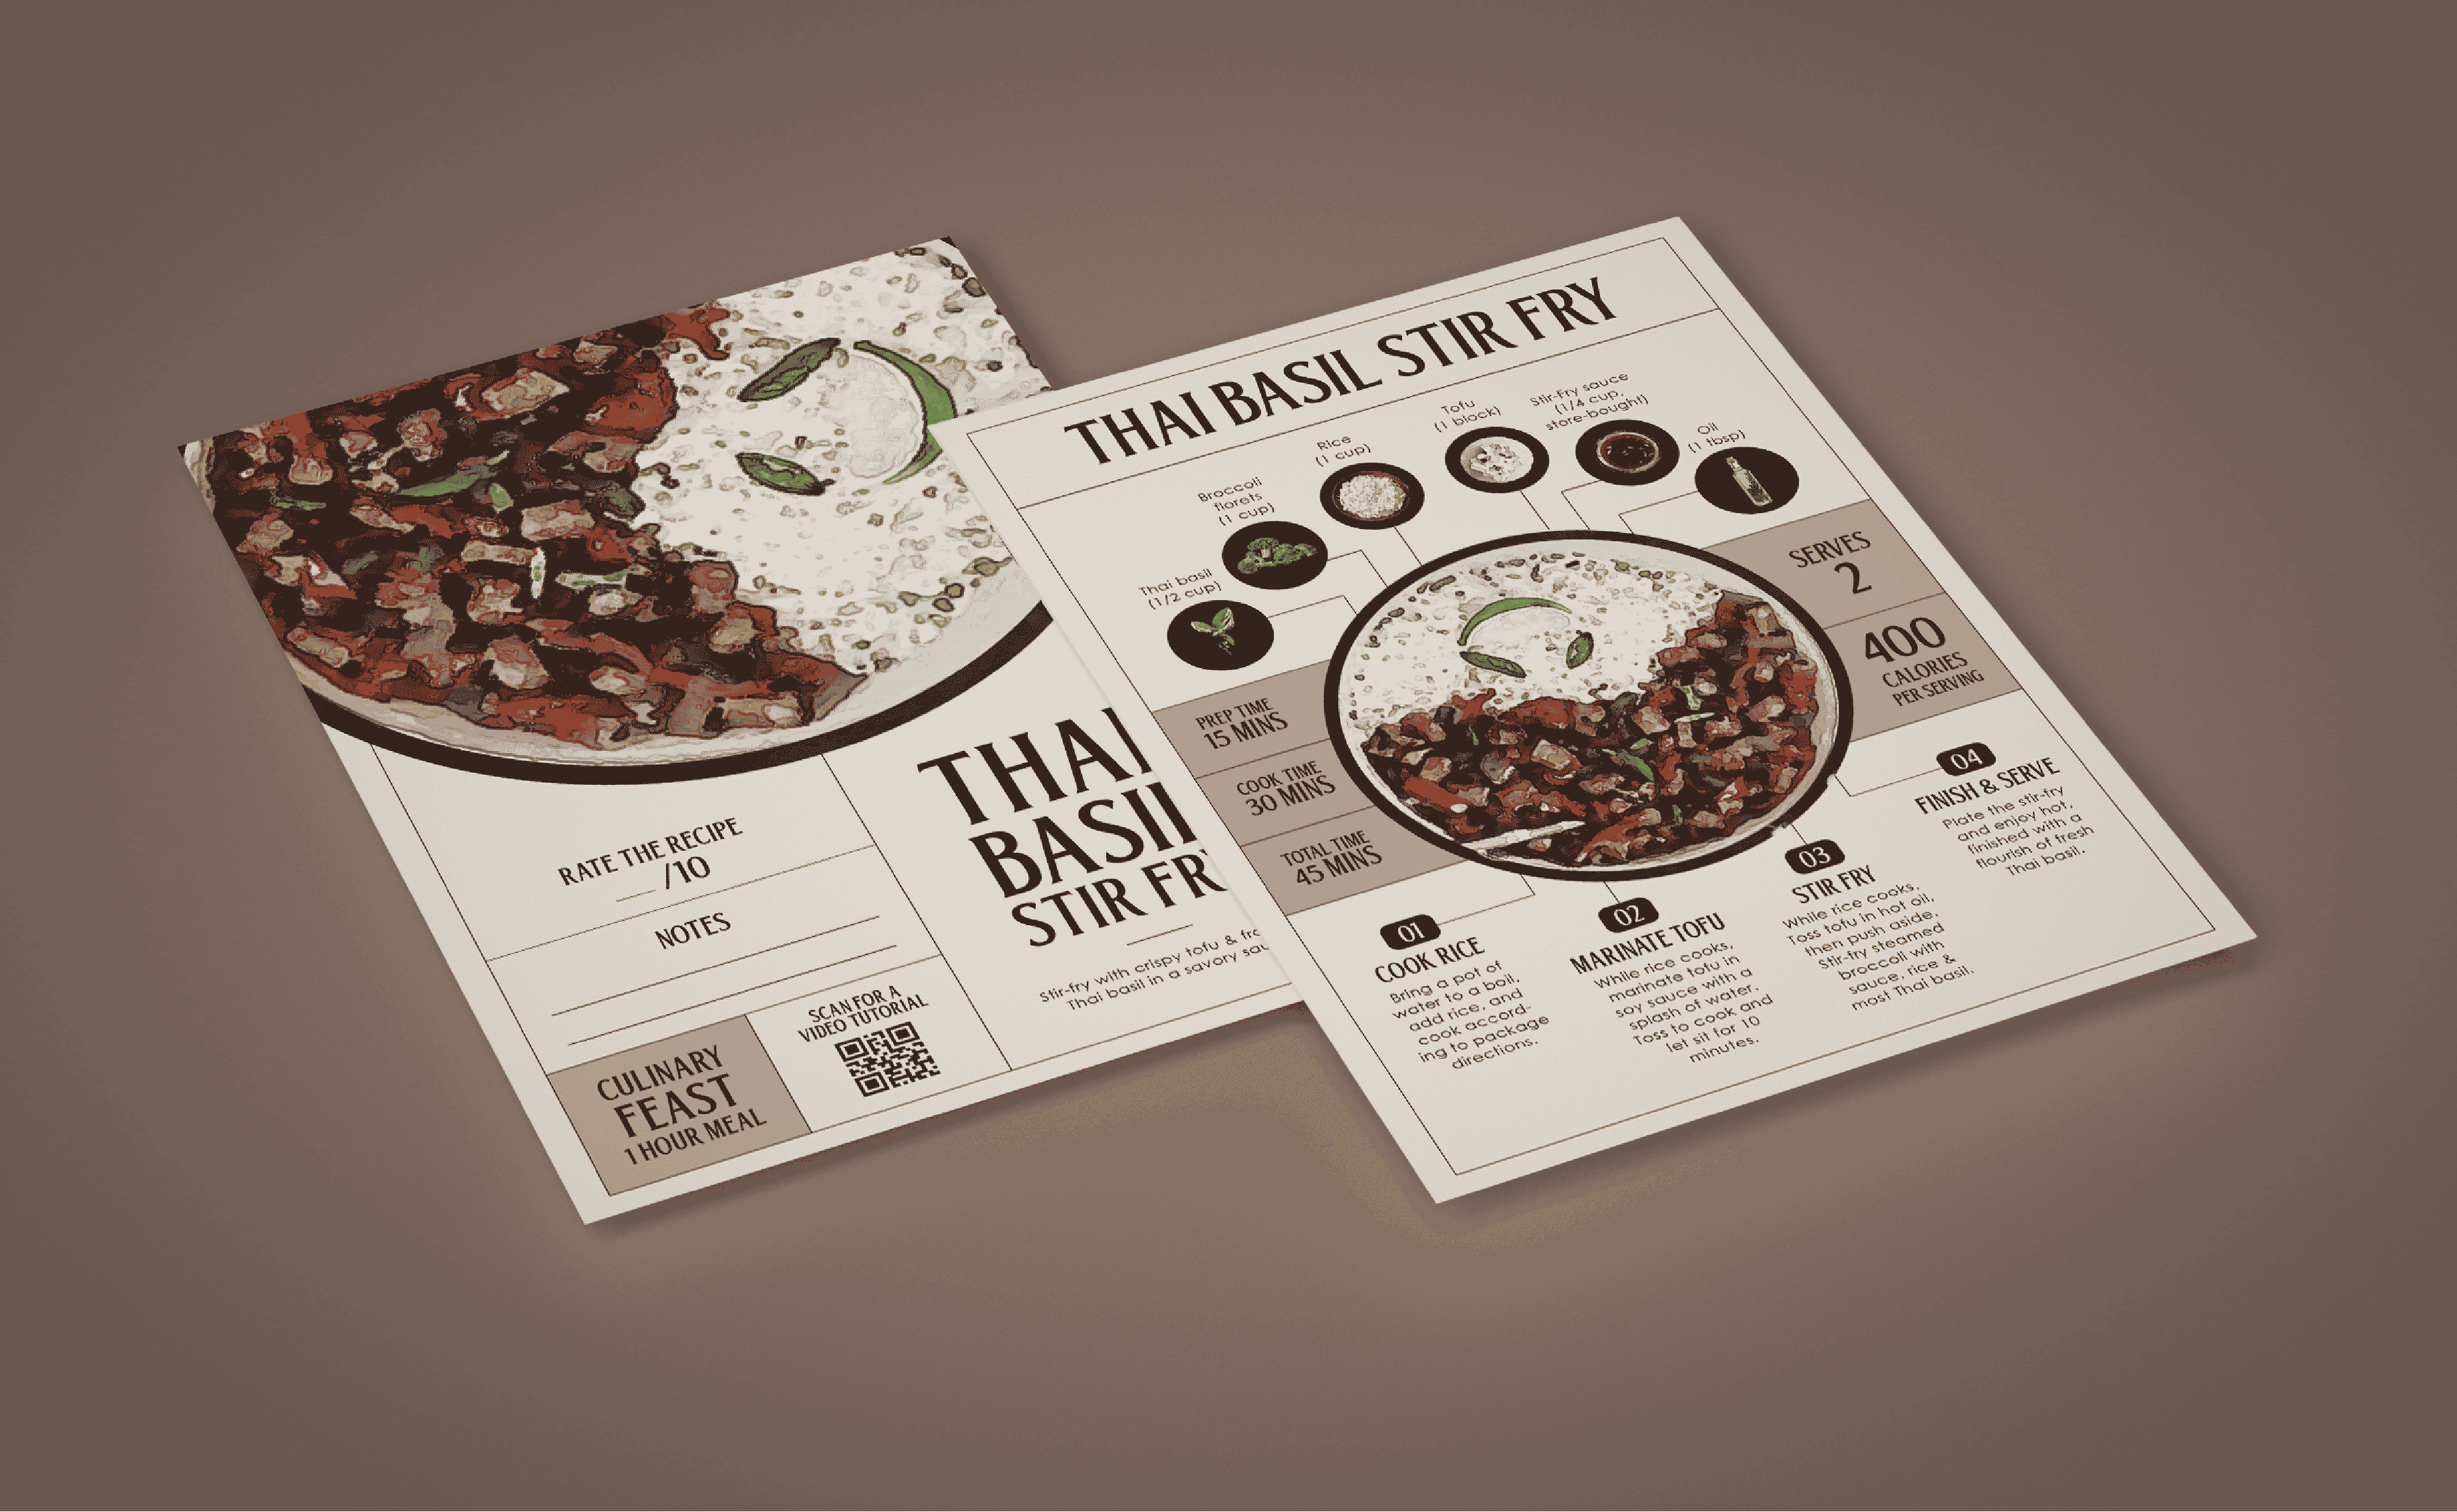 THAI
BASIL
STIR FRY
Stir-fry with crispy tofu &
Thai basil in a savory
RATE THE RECIPE
/10
NOTES
CULINARY
FEAST
1 HOUR MEAL
SCAN FOR A
VIDEO TUTORIAL
THAI BASIL STIR FRY
Thai basil
(1/2 cup)
Broccoli
florets
(1 cup)
Rice
(1 cup)
Tofu
(1 block)
Stir-Fry sauce
(1/4 cup,
store-bought)
Oil
(1 tbsp)
SERVES
2
400
CALORIES
PER SERVING
PREP TIME
15 MINS
COOK TIME
30 MINS
TOTAL TIME
45 MINS
01
COOK RICE
Bring a pot of
water to a boil,
add rice, and
cook accord-
ing to package
directions.
02
MARINATE TOFU
While rice cooks,
marinate tofu in
soy sauce with a
splash of water.
Toss to cook and
let sit for 10
minutes.
03
STIR FRY
While rice cooks,
Toss tofu in hot oil,
then push aside.
Stir-fry steamed
broccoli with
sauce, rice &
most Thai basil.
04
FINISH & SERVE
Plate the stir-fry
and enjoy hot,
finished with a
flourish of fresh
Thai basil.